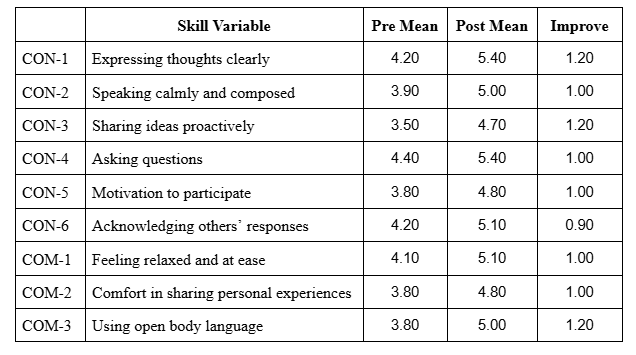 Skill Variable Pre Mean Post Mean Improve
CON-1 Expressing thoughts clearly 4.20 5.40 1.20
CON-2 Speaking calmly and composed 3.90 5.00 1.00
CON-3 Sharing ideas proactively 3.50 4.70 1.20
CON-4 Asking questions 4.40 5.40 1.00
CON-5 Motivation to participate 3.80 4.80 1.00
CON-6 Acknowledging others’ responses 4.20 5.10 0.90
COM-1 Feeling relaxed and at ease 4.10 5.10 1.00
COM-2 Comfort in sharing personal experiences 3.80 4.80 1.00
COM-3 Using open body language 3.80 5.00 1.20